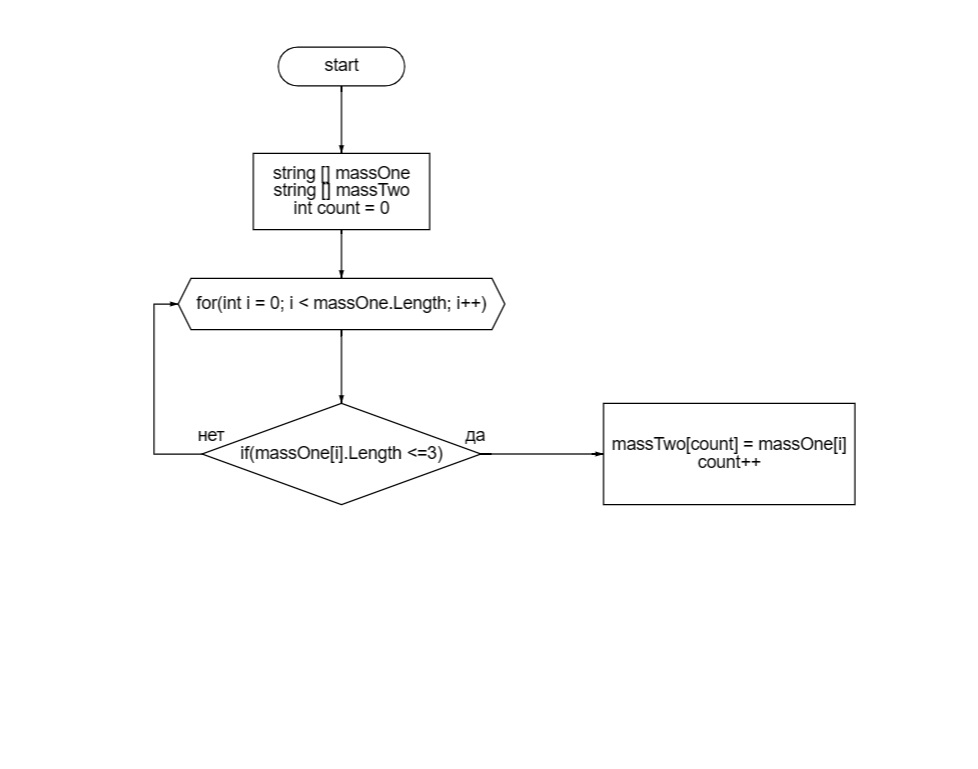 start
string [] massOne
string [] massTwo
int count = 0
for(int i = 0; i < massOne.Length; i++)
нет
да
if(massOne[i].Length <=3)
massTwo[count] = massOne[i]
count++